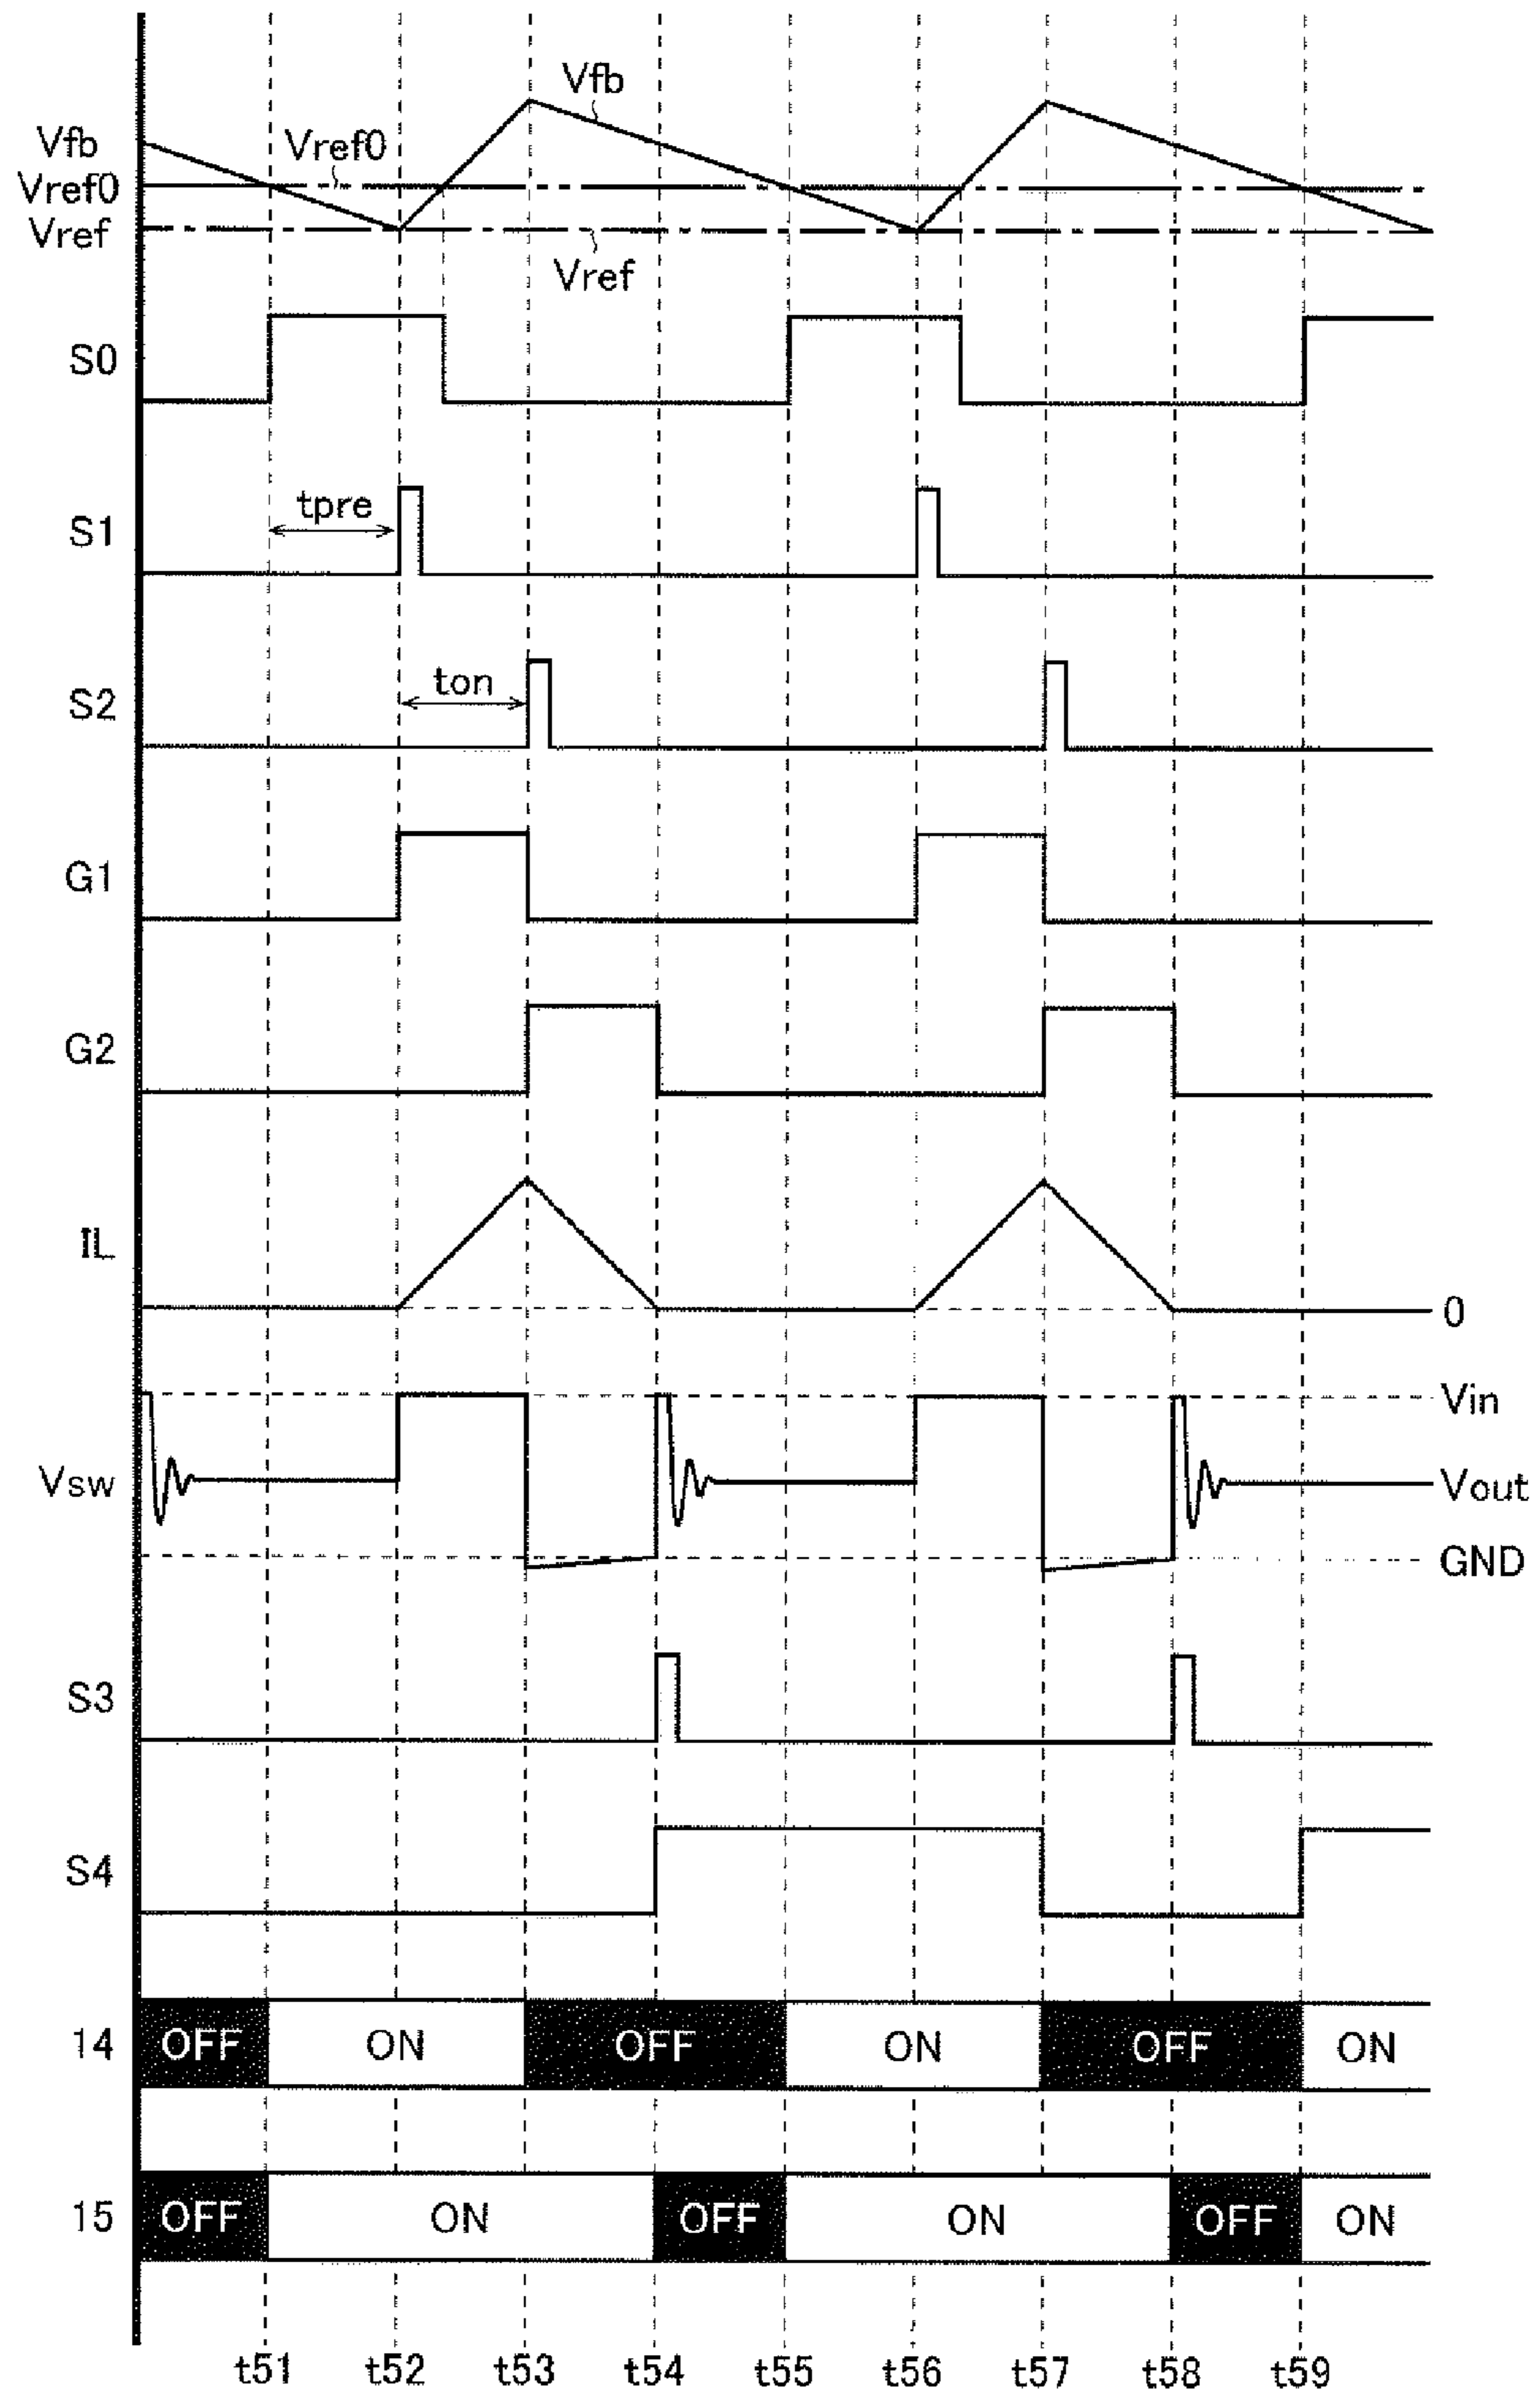 Vfb
Vfb
Vref0
Vref0
Vref
Vref
S0
tpre
S1
ton
S2
G1
G2
IL
0
Vin
Vsw
Vout
GND
S3
S4
14 OFF ON OFF ON OFF ON
15 OFF ON OFF ON OFF ON
t51 t52 t53 t54 t55 t56 t57 t58 t59